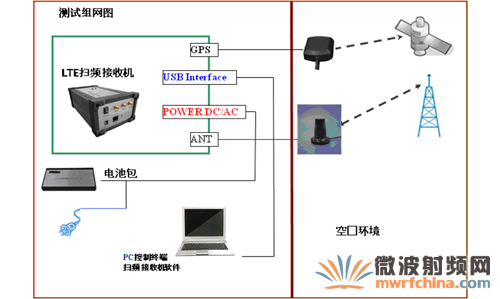 测试组网图
GPS
LTE扫频接收机
USB Interface
POWER DC/AC
ANT
电池包
PC控制终端
扫频接收机软件
空口环境
微波射频网
mwrfchina.com